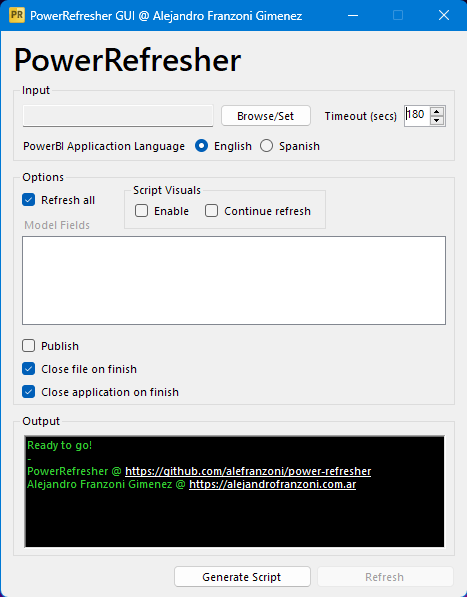 PR PowerRefresher GUI @ Alejandro Franzoni Gimenez
PowerRefresher
Input
Browse/Set Timeout (secs) 180
PowerBI Applicaction Language English Spanish
Options
Refresh all
Script Visuals
Enable Continue refresh
Model Fields
Publish
Close file on finish
Close application on finish
Output
Ready to go!
-
PowerRefresher @ https://github.com/alefranzoni/power-refresher
Alejandro Franzoni Gimenez @ https://alejandrofranzoni.com.ar
Generate Script Refresh